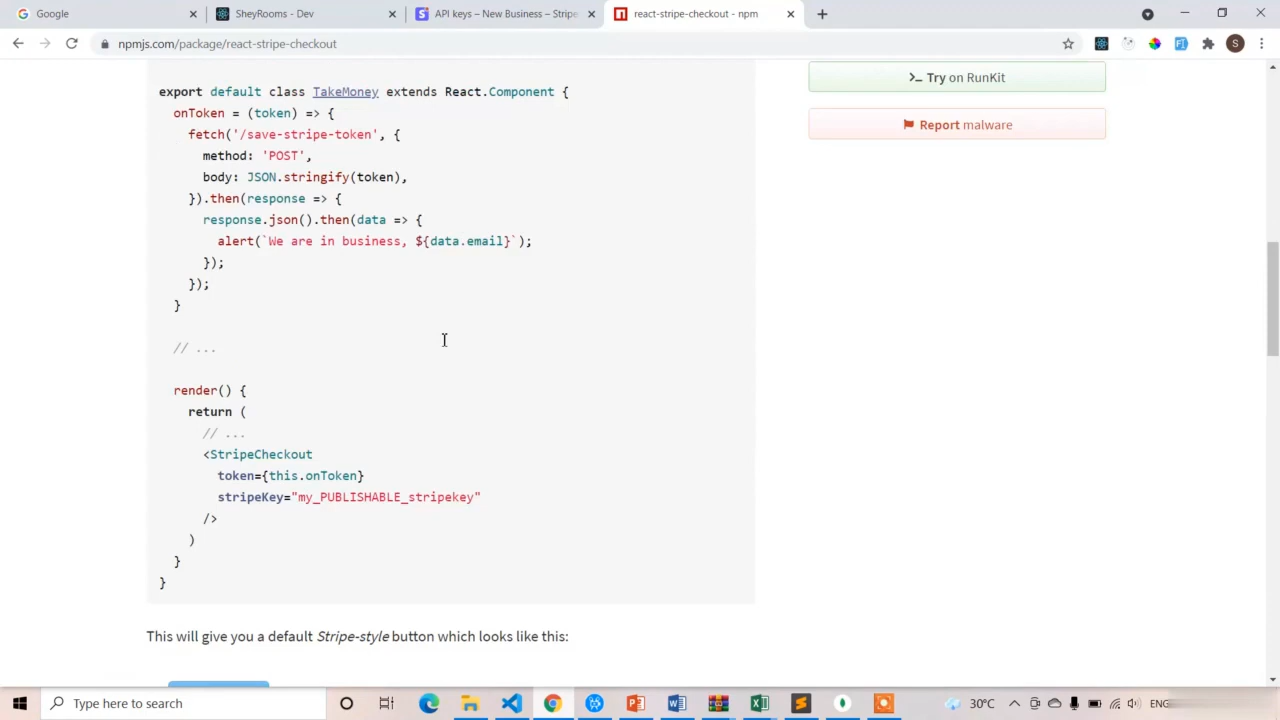 Google
SheyRooms - Dev
API keys – New Business – Stripe
react-stripe-checkout - npm
npmjs.com/package/react-stripe-checkout
S
export default class TakeMoney extends React.Component {
onToken = (token) => {
fetch('/save-stripe-token', {
method: 'POST',
body: JSON.stringify(token),
}).then(response => {
response.json().then(data => {
alert(`We are in business, ${data.email}`);
});
});
}
// ...
render() {
return (
// ...
<StripeCheckout
token={this.onToken}
stripeKey="my_PUBLISHABLE_stripekey"
/>
)
}
}
This will give you a default Stripe-style button which looks like this:
>_ Try on RunKit
Report malware
Type here to search
30°C
ENG